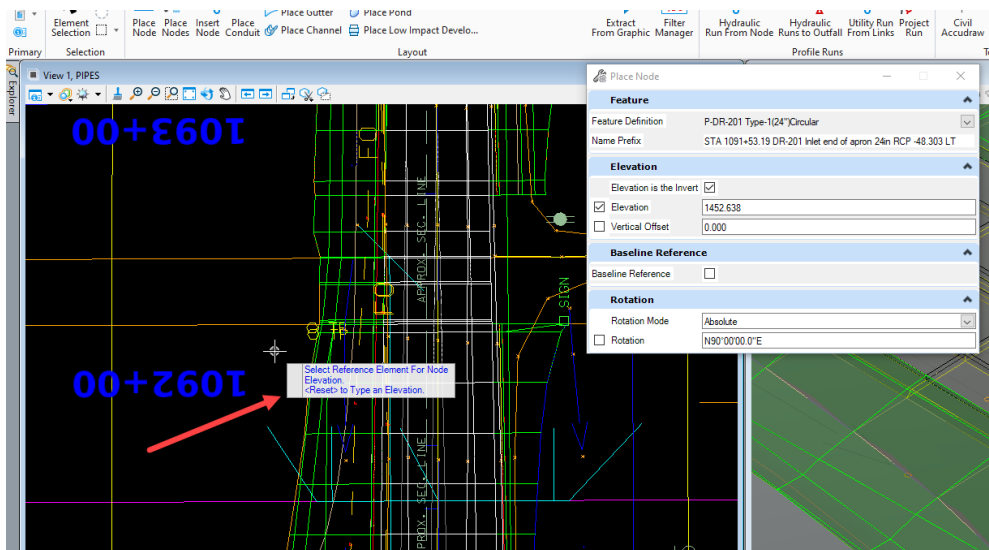 Place Gutter
Place Pond
Element
Selection
Place
Node
Place
Nodes
Insert
Node
Place
Conduit
Place Channel
Place Low Impact Develo...
Extract
From Graphic
Filter
Manager
Hydraulic
Run From Node
Hydraulic
Runs to Outfall
Utility Run
From Links
Project
Run
Civil
Accudraw
Primary
Selection
Layout
Profile Runs
Explorer
View 1, PIPES
1093+00
1092+00
APPROX. SEC. LINE
APPROX. SEC. LINE
SIGN
Select Reference Element For Node
Elevation.
<Reset> to Type an Elevation.
Place Node
Feature
Feature Definition
P-DR-201 Type-1(24")Circular
Name Prefix
STA 1091+53.19 DR-201 Inlet end of apron 24in RCP -48.303 LT
Elevation
Elevation is the Invert
Elevation
1452.638
Vertical Offset
0.000
Baseline Reference
Baseline Reference
Rotation
Rotation Mode
Absolute
Rotation
N90°00'00.0"E